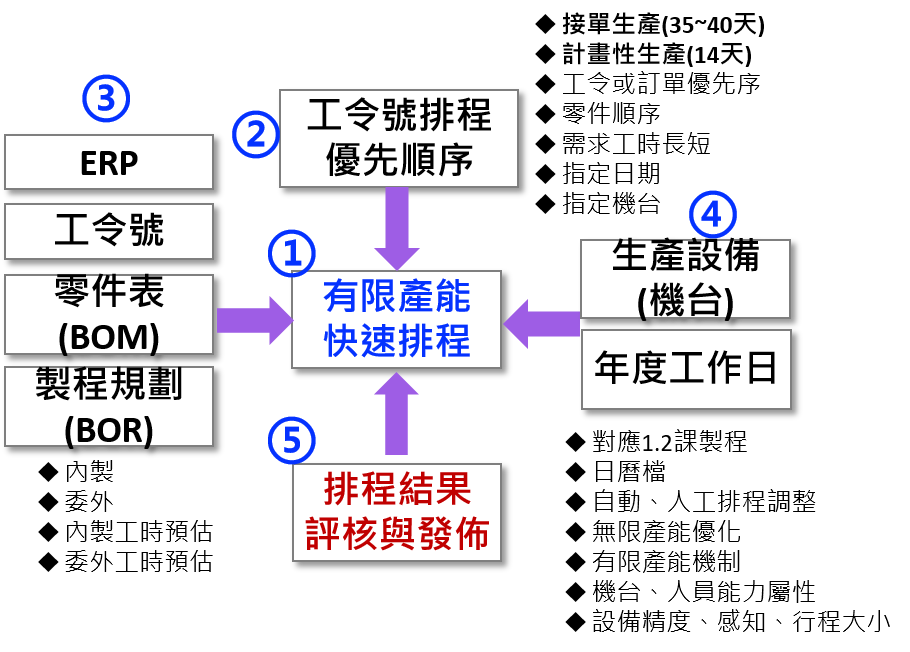 ③
ERP
工令號
零件表
(BOM)
製程規劃
(BOR)
◆ 內製
◆ 委外
◆ 內製工時預估
◆ 委外工時預估
②
工令號排程
優先順序
◆ 接單生產(35~40天)
◆ 計畫性生產(14天)
◆ 工令或訂單優先序
◆ 零件順序
◆ 需求工時長短
◆ 指定日期
◆ 指定機台
①
有限產能
快速排程
④
生產設備
(機台)
年度工作日
◆ 對應1.2課製程
◆ 日曆檔
◆ 自動、人工排程調整
◆ 無限產能優化
◆ 有限產能機制
◆ 機台、人員能力屬性
◆ 設備精度、感知、行程大小
⑤
排程結果
評核與發佈